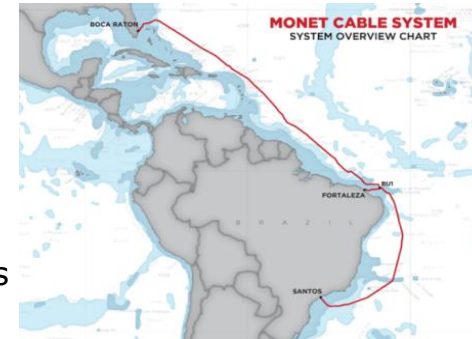 MONET CABLE SYSTEM
SYSTEM OVERVIEW CHART
BOCA RATON
BU1
FORTALEZA
B R A Z I L
s
SANTOS